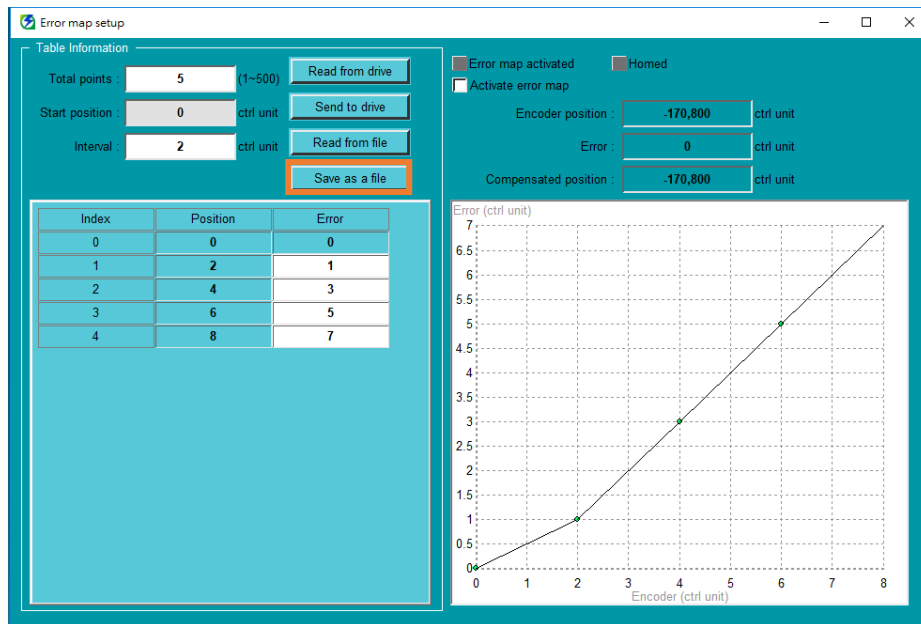 Error map setup
Table Information
Total points : 5 (1~500) Read from drive
Start position : 0 ctrl unit Send to drive
Interval : 2 ctrl unit Read from file
Save as a file
Index Position Error
0 0 0
1 2 1
2 4 3
3 6 5
4 8 7
Error map activated Homed
Activate error map
Encoder position : -170,800 ctrl unit
Error : 0 ctrl unit
Compensated position : -170,800 ctrl unit
Error (ctrl unit)
7
6.5
6
5.5
5
4.5
4
3.5
3
2.5
2
1.5
1
0.5
0
0 1 2 3 4 5 6 7 8
Encoder (ctrl unit)